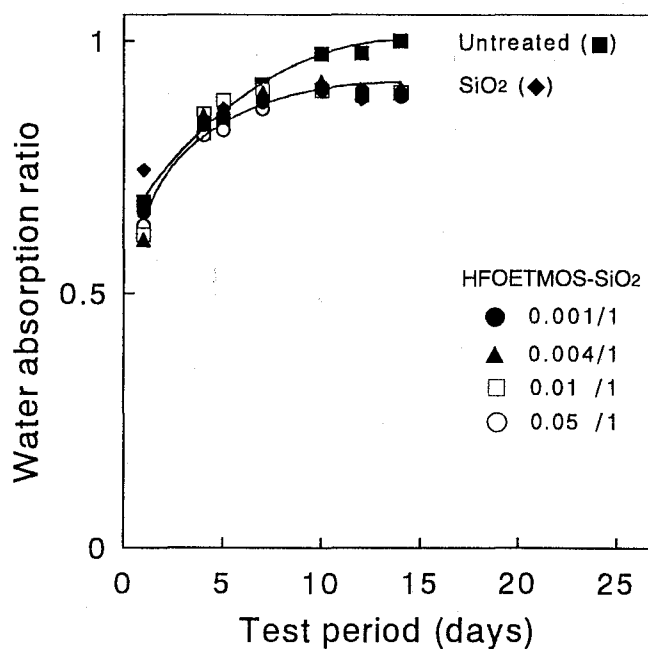 1
0.5
0
Water absorption ratio
0 5 10 15 20 25
Test period (days)
Untreated (■)
SiO2 (◆)
HFOETMOS-SiO2
● 0.001/1
▲ 0.004/1
□ 0.01 /1
○ 0.05 /1